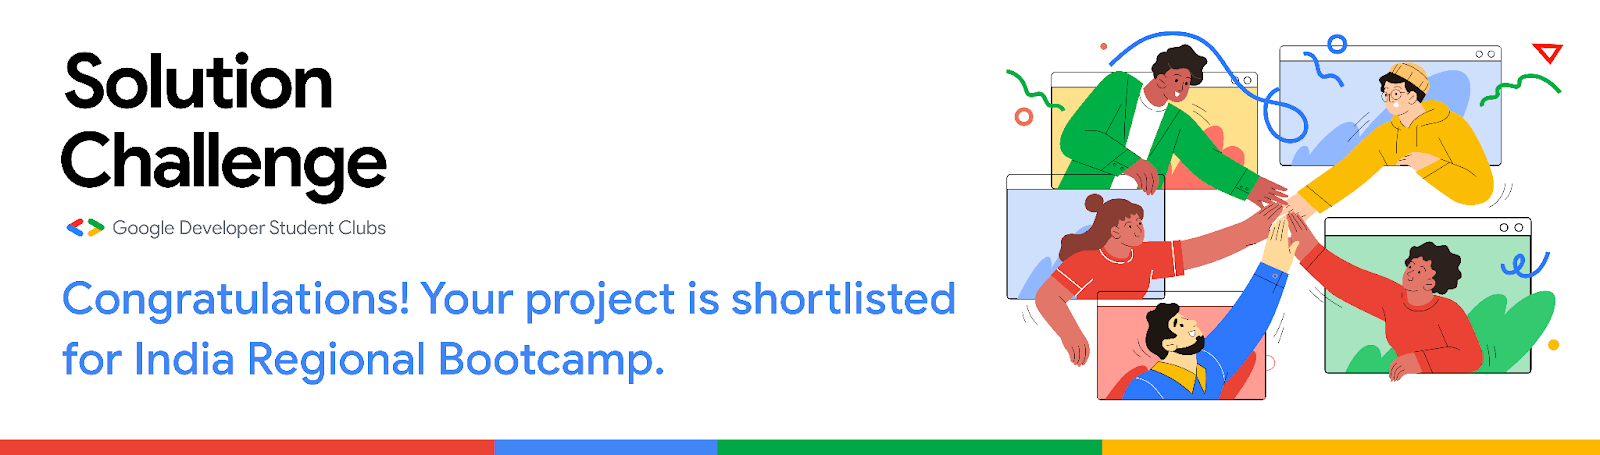 Solution
Challenge
Google Developer Student Clubs
Congratulations! Your project is shortlisted
for India Regional Bootcamp.